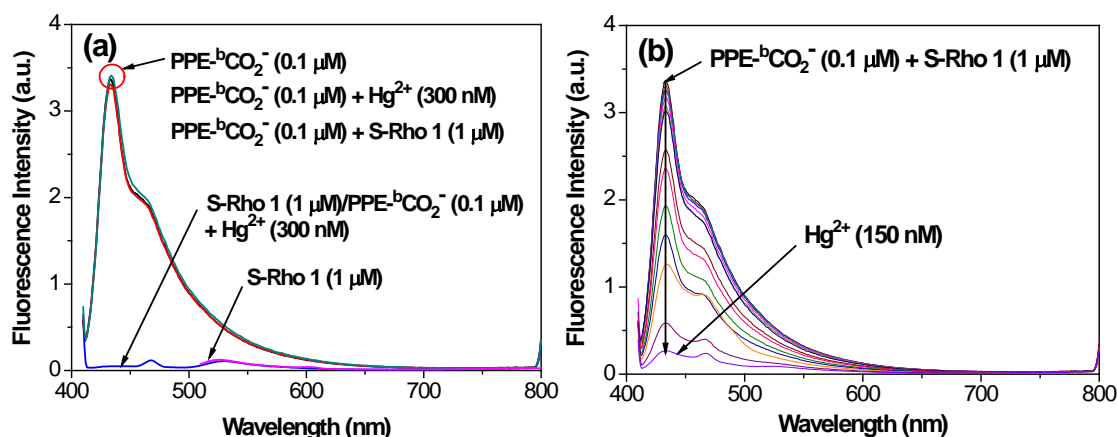 (a)
PPE-ᵇCO₂⁻ (0.1 μM)
PPE-ᵇCO₂⁻ (0.1 μM) + Hg²⁺ (300 nM)
PPE-ᵇCO₂⁻ (0.1 μM) + S-Rho 1 (1 μM)
S-Rho 1 (1 μM)/PPE-ᵇCO₂⁻ (0.1 μM)
+ Hg²⁺ (300 nM)
S-Rho 1 (1 μM)
Fluorescence Intensity (a.u.)
4
3
2
1
0
400 500 600 700 800
Wavelength (nm)
(b)
PPE-ᵇCO₂⁻ (0.1 μM) + S-Rho 1 (1 μM)
Hg²⁺ (150 nM)
Fluorescence Intensity (a.u.)
4
3
2
1
0
400 500 600 700 800
Wavelength (nm)